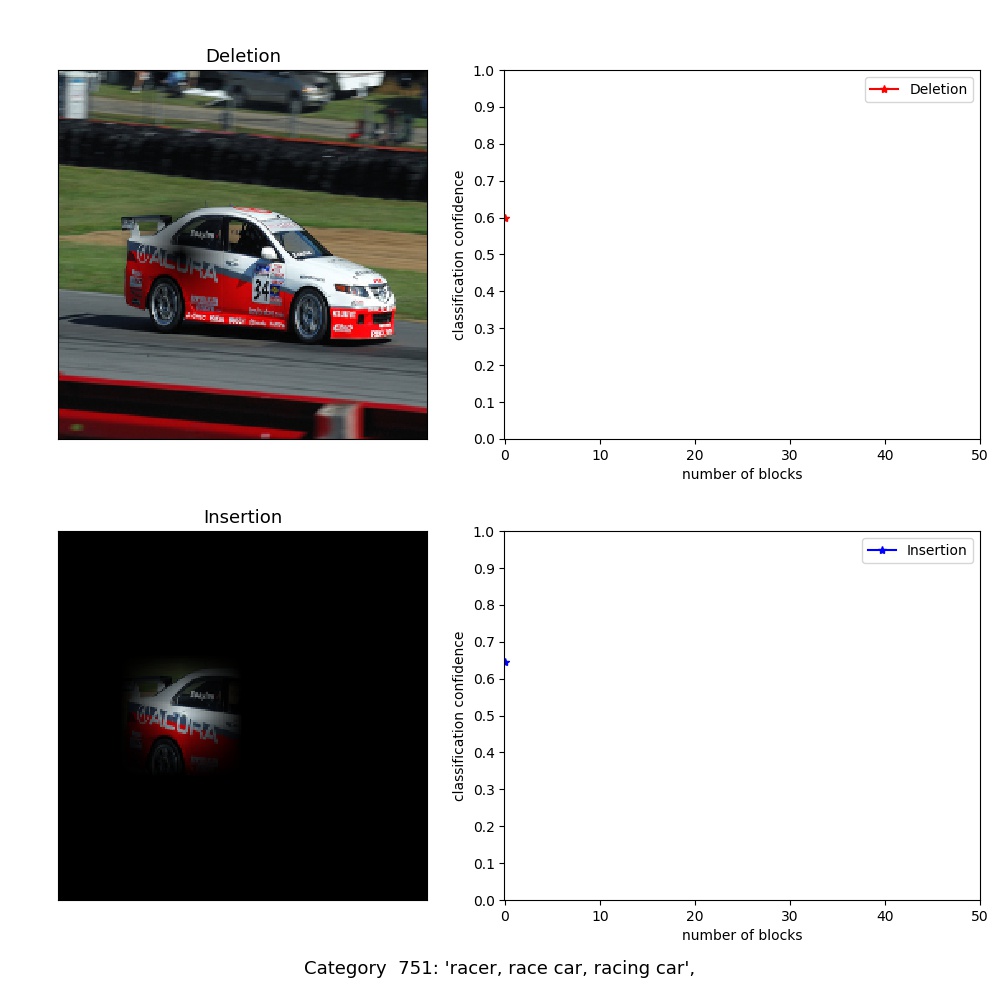 Deletion
ACURA
34
1.0
0.9
0.8
0.7
0.6
0.5
0.4
0.3
0.2
0.1
0.0
classification confidence
Deletion
0 10 20 30 40 50
number of blocks
Insertion
ACURA
1.0
0.9
0.8
0.7
0.6
0.5
0.4
0.3
0.2
0.1
0.0
classification confidence
Insertion
0 10 20 30 40 50
number of blocks
Category 751: 'racer, race car, racing car',